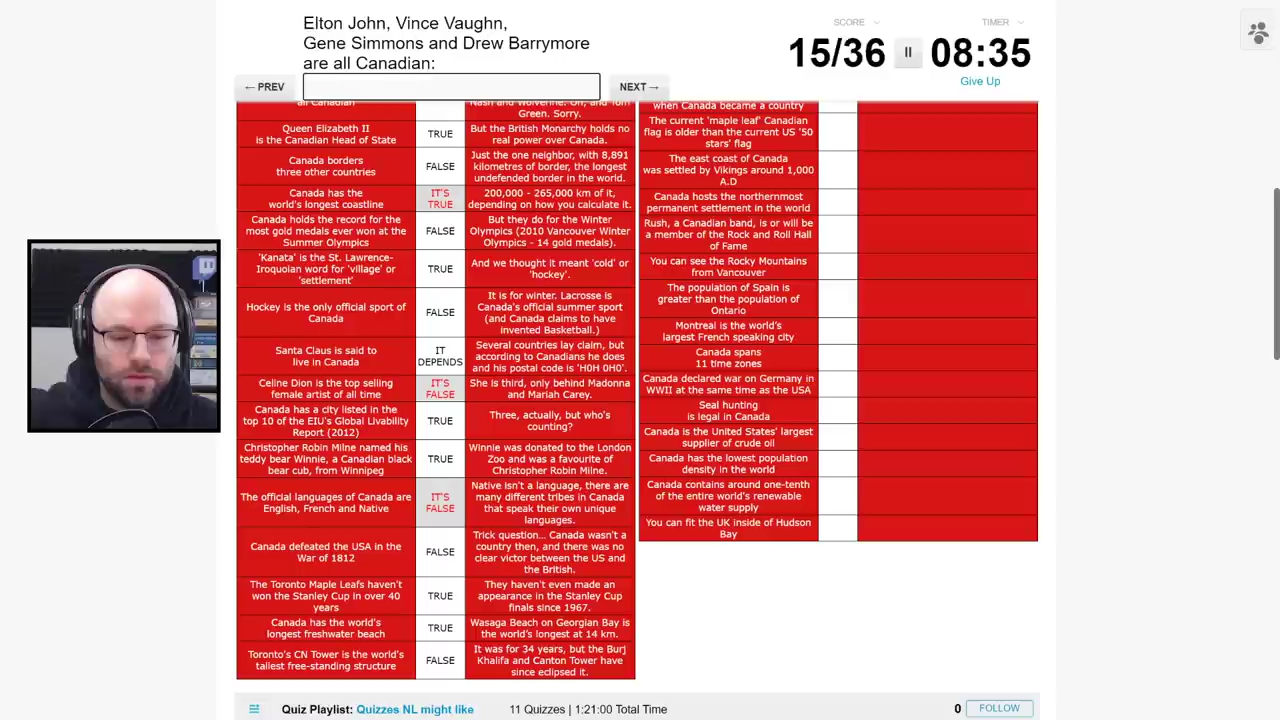 Elton John, Vince Vaughn,
Gene Simmons and Drew Barrymore
are all Canadian:
SCORE
TIMER
15/36
08:35
Give Up
← PREV
NEXT →
all Canadian
Nash and Wolverine. Oh, and Tom
Green. Sorry.
Queen Elizabeth II
is the Canadian Head of State
TRUE
But the British Monarchy holds no
real power over Canada.
Canada borders
three other countries
FALSE
Just the one neighbor, with 8,891
kilometres of border, the longest
undefended border in the world.
Canada has the
world's longest coastline
IT'S
TRUE
200,000 - 265,000 km of it,
depending on how you calculate it.
Canada holds the record for the
most gold medals ever won at the
Summer Olympics
FALSE
But they do for the Winter
Olympics (2010 Vancouver Winter
Olympics - 14 gold medals).
'Kanata' is the St. Lawrence-
Iroquoian word for 'village' or
'settlement'
TRUE
And we thought it meant 'cold' or
'hockey'.
Hockey is the only official sport of
Canada
FALSE
It is for winter. Lacrosse is
Canada's official summer sport
(and Canada claims to have
invented Basketball.)
Santa Claus is said to
live in Canada
IT
DEPENDS
Several countries lay claim, but
according to Canadians he does
and his postal code is 'H0H 0H0'.
Celine Dion is the top selling
female artist of all time
IT'S
FALSE
She is third, only behind Madonna
and Mariah Carey.
Canada has a city listed in the
top 10 of the EIU's Global Livability
Report (2012)
TRUE
Three, actually, but who's
counting?
Christopher Robin Milne named his
teddy bear Winnie, a Canadian black
bear cub, from Winnipeg
TRUE
Winnie was donated to the London
Zoo and was a favourite of
Christopher Robin Milne.
The official languages of Canada are
English, French and Native
IT'S
FALSE
Native isn't a language, there are
many different tribes in Canada
that speak their own unique
languages.
Canada defeated the USA in the
War of 1812
FALSE
Trick question... Canada wasn't a
country then, and there was no
clear victor between the US and
the British.
The Toronto Maple Leafs haven't
won the Stanley Cup in over 40
years
TRUE
They haven't even made an
appearance in the Stanley Cup
finals since 1967.
Canada has the world's
longest freshwater beach
TRUE
Wasaga Beach on Georgian Bay is
the world's longest at 14 km.
Toronto's CN Tower is the world's
tallest free-standing structure
FALSE
It was for 34 years, but the Burj
Khalifa and Canton Tower have
since eclipsed it.
when Canada became a country
The current 'maple leaf' Canadian
flag is older than the current US '50
stars' flag
The east coast of Canada
was settled by Vikings around 1,000
A.D
Canada hosts the northernmost
permanent settlement in the world
Rush, a Canadian band, is or will be
a member of the Rock and Roll Hall
of Fame
You can see the Rocky Mountains
from Vancouver
The population of Spain is
greater than the population of
Ontario
Montreal is the world's
largest French speaking city
Canada spans
11 time zones
Canada declared war on Germany in
WWII at the same time as the USA
Seal hunting
is legal in Canada
Canada is the United States' largest
supplier of crude oil
Canada has the lowest population
density in the world
Canada contains around one-tenth
of the entire world's renewable
water supply
You can fit the UK inside of Hudson
Bay
Quiz Playlist: Quizzes NL might like
11 Quizzes | 1:21:00 Total Time
0
FOLLOW